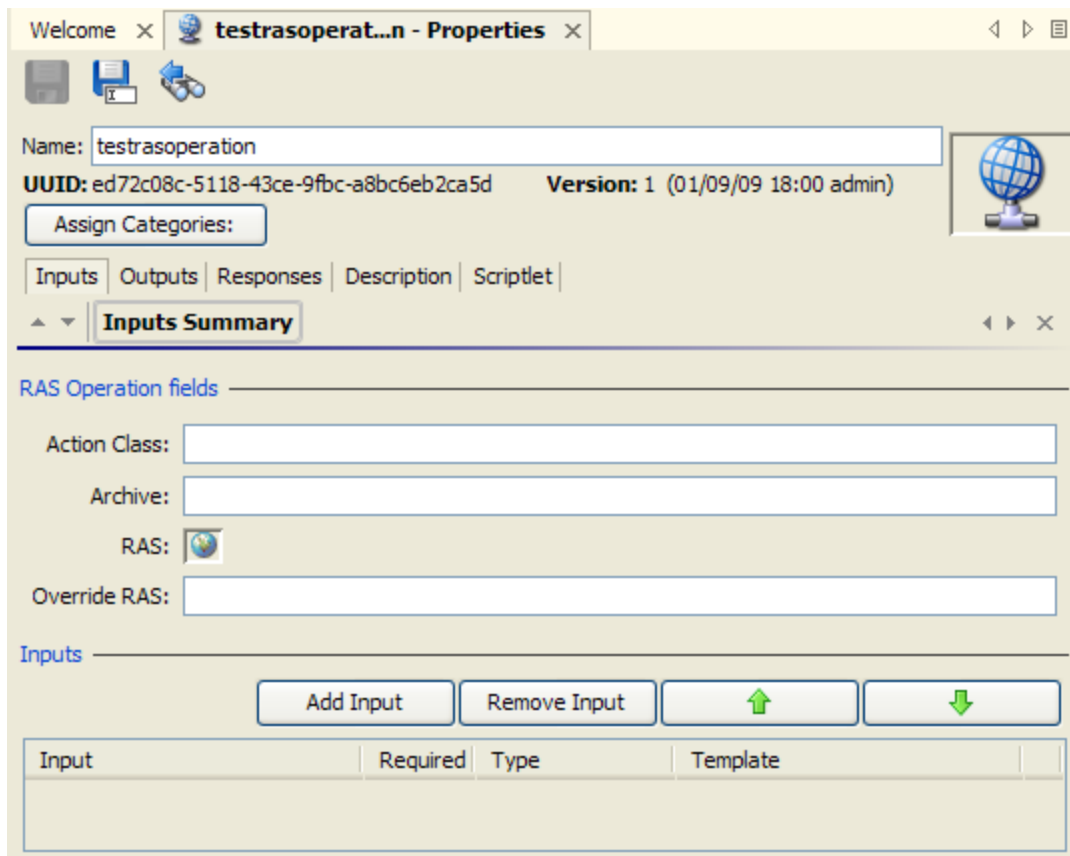 Welcome testrasoperat...n - Properties
Name: testrasoperation
UUID: ed72c08c-5118-43ce-9fbc-a8bc6eb2ca5d Version: 1 (01/09/09 18:00 admin)
Assign Categories:
Inputs Outputs Responses Description Scriptlet
Inputs Summary
RAS Operation fields
Action Class:
Archive:
RAS:
Override RAS:
Inputs
Add Input Remove Input
Input Required Type Template